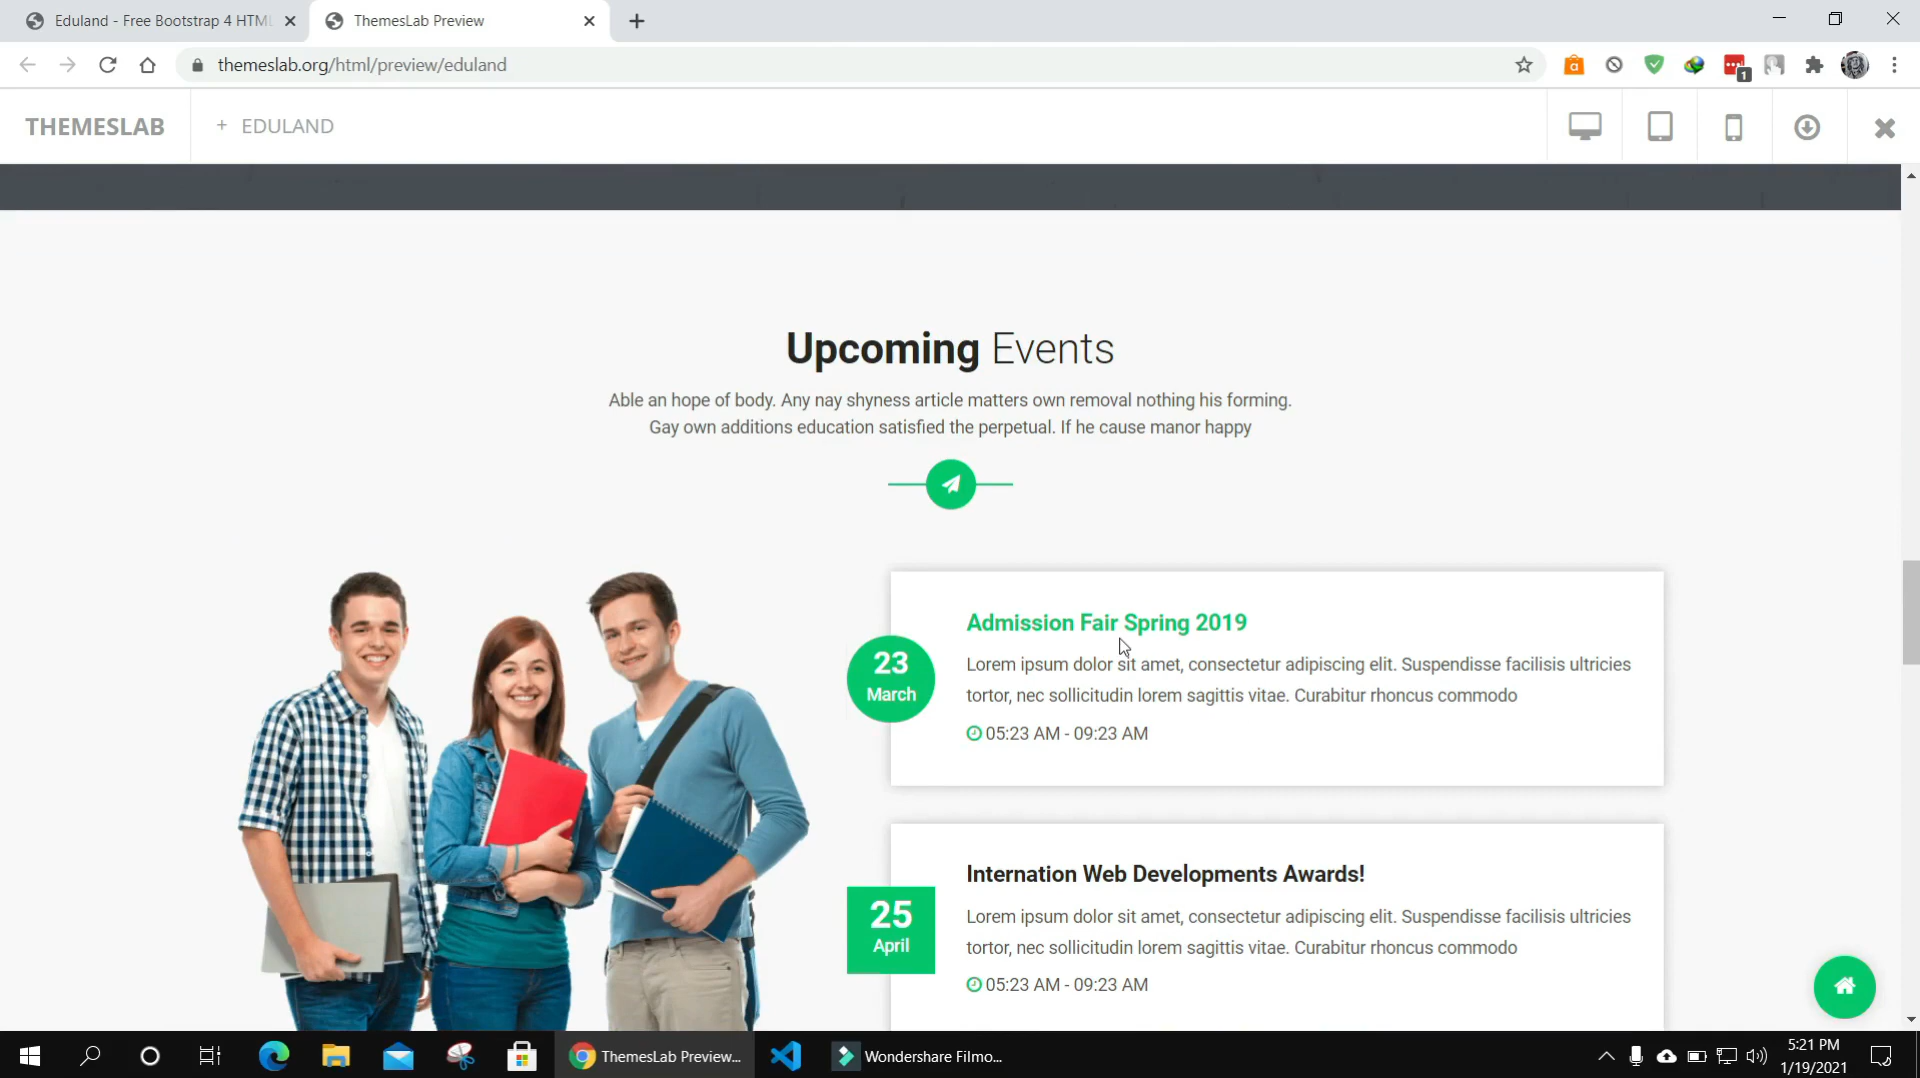 Eduland - Free Bootstrap 4 HTML
ThemesLab Preview
themeslab.org/html/preview/eduland
1
THEMESLAB
+ EDULAND
Upcoming Events
Able an hope of body. Any nay shyness article matters own removal nothing his forming.
Gay own additions education satisfied the perpetual. If he cause manor happy
23
March
Admission Fair Spring 2019
Lorem ipsum dolor sit amet, consectetur adipiscing elit. Suspendisse facilisis ultricies
tortor, nec sollicitudin lorem sagittis vitae. Curabitur rhoncus commodo
05:23 AM - 09:23 AM
25
April
Internation Web Developments Awards!
Lorem ipsum dolor sit amet, consectetur adipiscing elit. Suspendisse facilisis ultricies
tortor, nec sollicitudin lorem sagittis vitae. Curabitur rhoncus commodo
05:23 AM - 09:23 AM
ThemesLab Preview...
Wondershare Filmo...
5:21 PM
1/19/2021